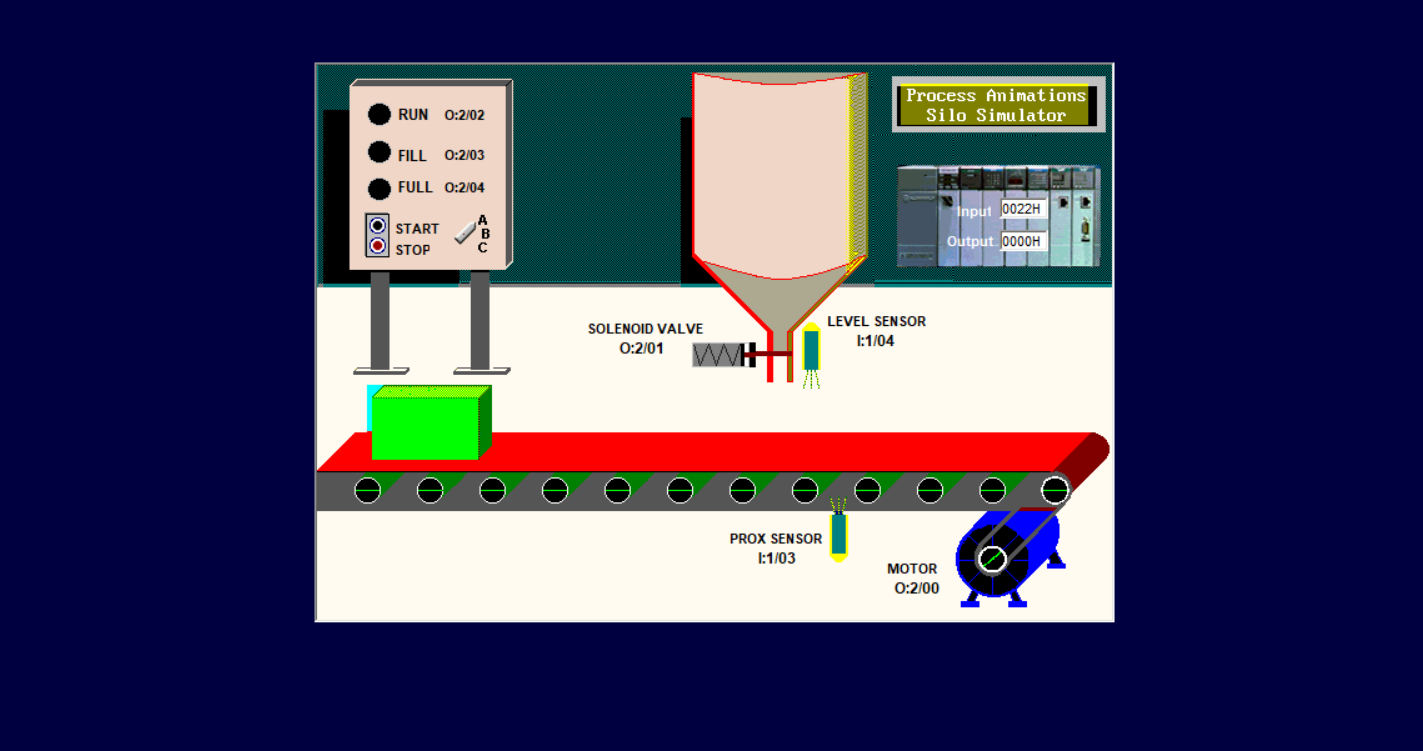 Process Animations
Silo Simulator
RUN O:2/02
FILL O:2/03
FULL O:2/04
START
STOP
A
B
C
Input 0022H
Output 0000H
SOLENOID VALVE
O:2/01
LEVEL SENSOR
I:1/04
PROX SENSOR
I:1/03
MOTOR
O:2/00